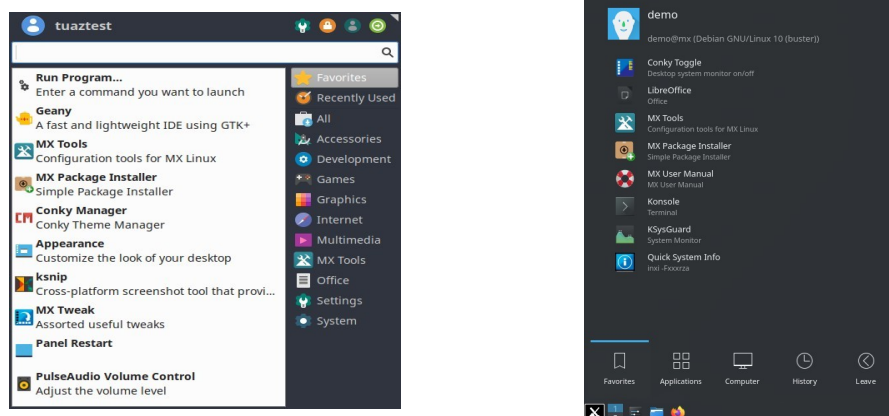 tuaztest
Run Program...
Enter a command you want to launch
Geany
A fast and lightweight IDE using GTK+
MX Tools
Configuration tools for MX Linux
MX Package Installer
Simple Package Installer
Conky Manager
Conky Theme Manager
Appearance
Customize the look of your desktop
ksnip
Cross-platform screenshot tool that provi...
MX Tweak
Assorted useful tweaks
Panel Restart
PulseAudio Volume Control
Adjust the volume level
Favorites
Recently Used
All
Accessories
Development
Games
Graphics
Internet
Multimedia
MX Tools
Office
Settings
System
demo
demo@mx (Debian GNU/Linux 10 (buster))
Conky Toggle
Desktop system monitor on/off
LibreOffice
Office
MX Tools
Configuration tools for MX Linux
MX Package Installer
Simple Package Installer
MX User Manual
MX User Manual
Konsole
Terminal
KSysGuard
System Monitor
Quick System Info
inxi -Fxxxrza
Favorites Applications Computer History Leave